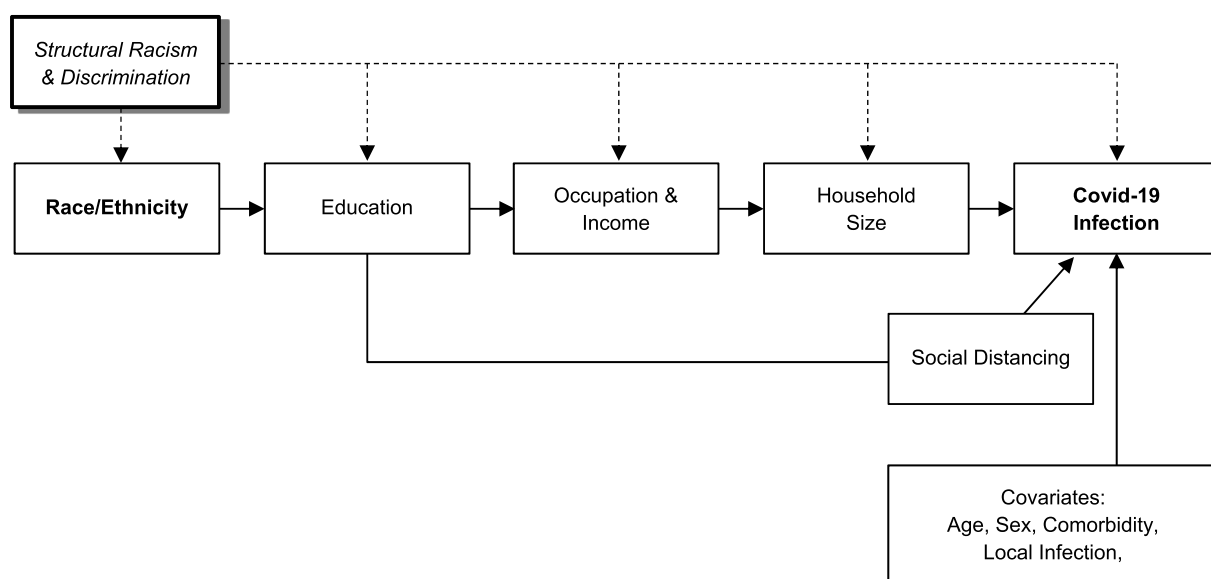 Structural Racism
& Discrimination
Race/Ethnicity
Education
Occupation &
Income
Household
Size
Covid-19
Infection
Social Distancing
Covariates:
Age, Sex, Comorbidity,
Local Infection,